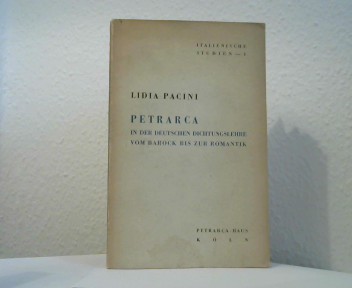 ITALIENISCHE
STUDIEN — I
LIDIA PACINI
PETRARCA
IN DER DEUTSCHEN DICHTUNGSLEHRE
VOM BAROCK BIS ZUR ROMANTIK
PETRARCA-HAUS
KÖLN